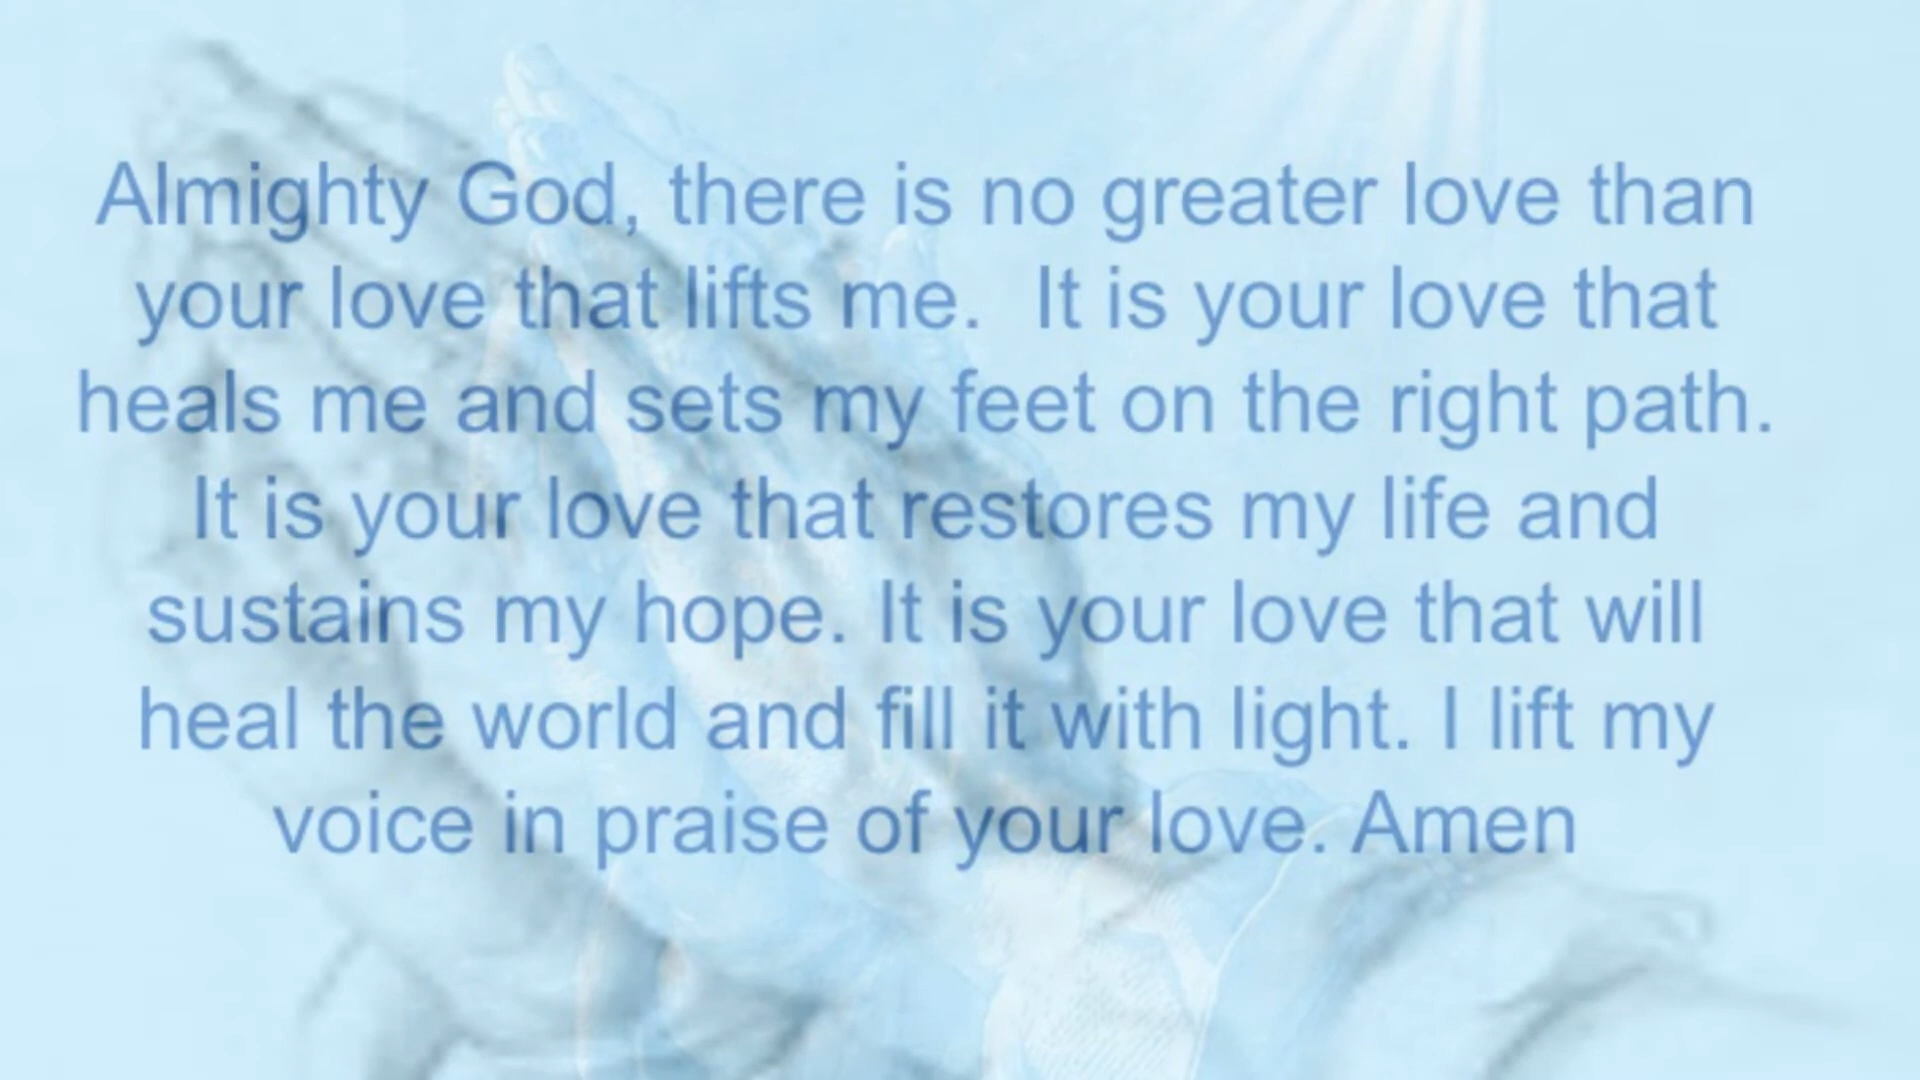 Almighty God, there is no greater love than
your love that lifts me.  It is your love that
heals me and sets my feet on the right path.
It is your love that restores my life and
sustains my hope. It is your love that will
heal the world and fill it with light. I lift my
voice in praise of your love. Amen